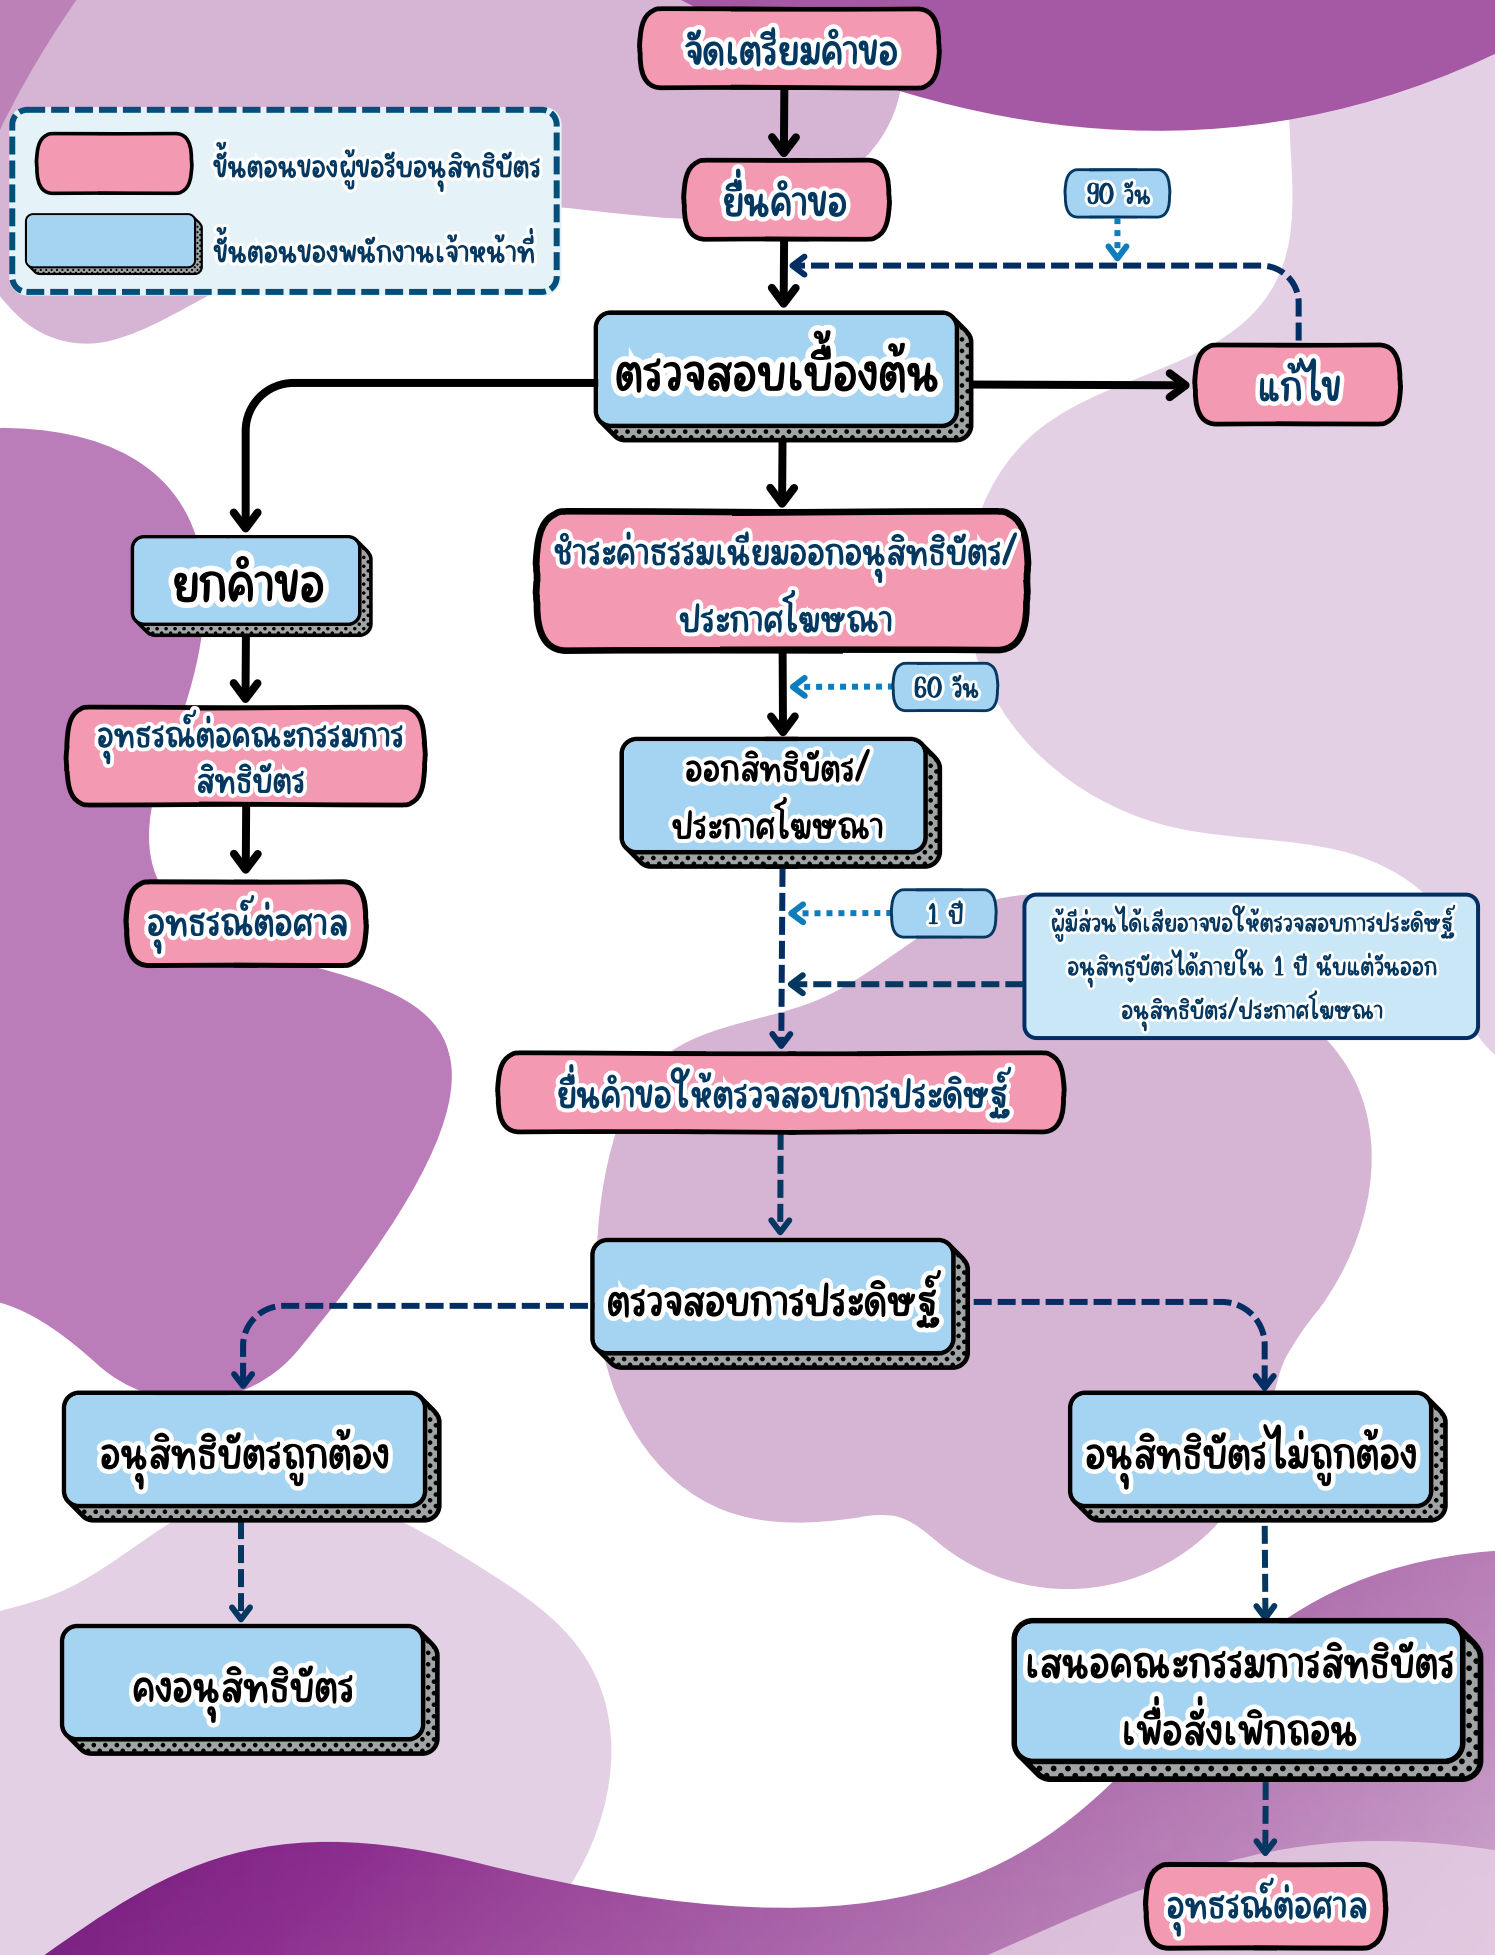 จัดเตรียมคำขอ
ขั้นตอนของผู้ขอรับอนุสิทธิบัตร
ขั้นตอนของพนักงานเจ้าหน้าที่
ยื่นคำขอ
90 วัน
ตรวจสอบเบื้องต้น
แก้ไข
ยกคำขอ
ชำระค่าธรรมเนียมออกอนุสิทธิบัตร/
ประกาศโฆษณา
60 วัน
อุทธรณ์ต่อคณะกรรมการ
สิทธิบัตร
ออกสิทธิบัตร/
ประกาศโฆษณา
อุทธรณ์ต่อศาล
1 ปี
ผู้มีส่วนได้เสียอาจขอให้ตรวจสอบการประดิษฐ์
อนุสิทธฺบัตรได้ภายใน 1 ปี นับแต่วันออก
อนุสิทธิบัตร/ประกาศโฆษณา
ยื่นคำขอให้ตรวจสอบการประดิษฐ์
ตรวจสอบการประดิษฐ์
อนุสิทธิบัตรถูกต้อง
อนุสิทธิบัตรไม่ถูกต้อง
คงอนุสิทธิบัตร
เสนอคณะกรรมการสิทธิบัตร
เพื่อสั่งเพิกถอน
อุทธรณ์ต่อศาล